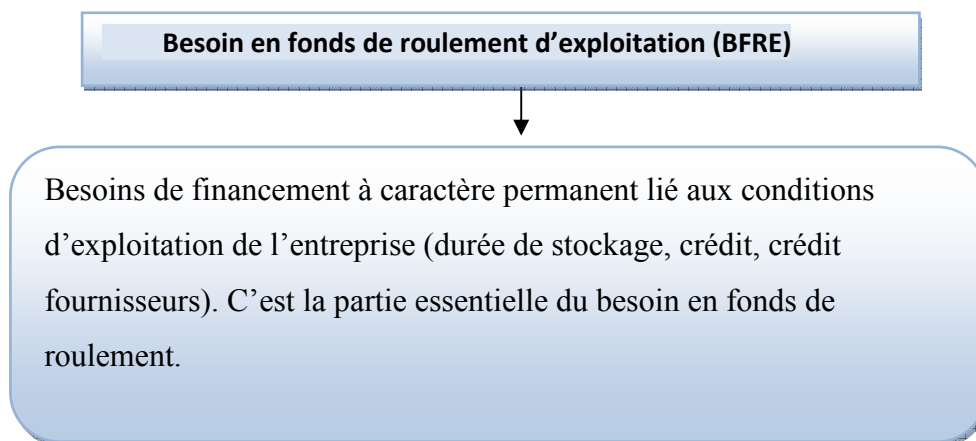 Besoin en fonds de roulement d’exploitation (BFRE)
Besoins de financement à caractère permanent lié aux conditions
d’exploitation de l’entreprise (durée de stockage, crédit, crédit
fournisseurs). C’est la partie essentielle du besoin en fonds de
roulement.